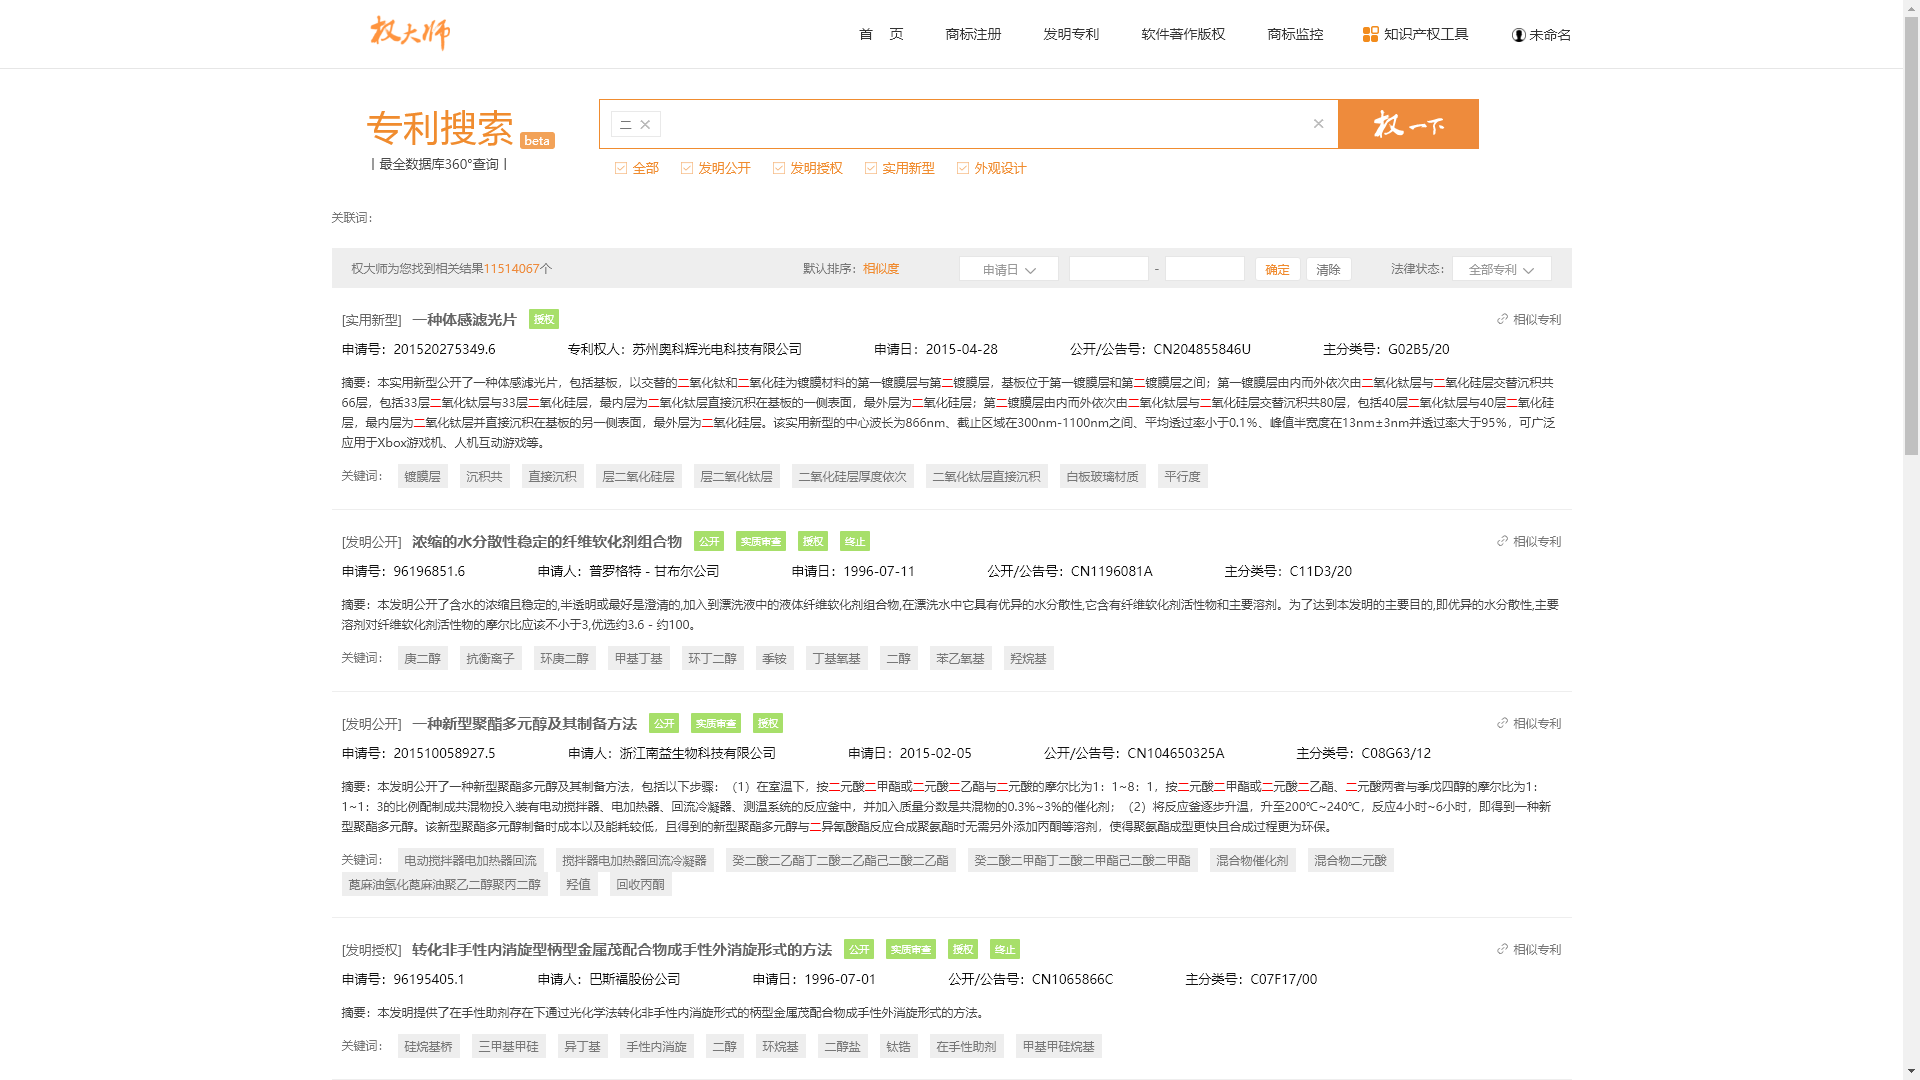 权大师
首 页 商标注册 发明专利 软件著作版权 商标监控 知识产权工具 未命名
专利搜索 beta
丨最全数据库360°查询丨
二 ✕ ✕ 权一下
全部 发明公开 发明授权 实用新型 外观设计
关联词：
权大师为您找到相关结果11514067个 默认排序：相似度 申请日 - 确定 清除 法律状态： 全部专利
[实用新型] 一种体感滤光片 授权 相似专利
申请号：201520275349.6 专利权人：苏州奥科辉光电科技有限公司 申请日：2015-04-28 公开/公告号：CN204855846U 主分类号：G02B5/20
摘要：本实用新型公开了一种体感滤光片，包括基板，以交替的二氧化钛和二氧化硅为镀膜材料的第一镀膜层与第二镀膜层，基板位于第一镀膜层和第二镀膜层之间；第一镀膜层由内而外依次由二氧化钛层与二氧化硅层交替沉积共
66层，包括33层二氧化钛层与33层二氧化硅层，最内层为二氧化钛层直接沉积在基板的一侧表面，最外层为二氧化硅层；第二镀膜层由内而外依次由二氧化钛层与二氧化硅层交替沉积共80层，包括40层二氧化钛层与40层二氧化硅
层，最内层为二氧化钛层并直接沉积在基板的另一侧表面，最外层为二氧化硅层。该实用新型的中心波长为866nm、截止区域在300nm-1100nm之间、平均透过率小于0.1%、峰值半宽度在13nm±3nm并透过率大于95%，可广泛
应用于Xbox游戏机、人机互动游戏等。
关键词： 镀膜层 沉积共 直接沉积 层二氧化硅层 层二氧化钛层 二氧化硅层厚度依次 二氧化钛层直接沉积 白板玻璃材质 平行度
[发明公开] 浓缩的水分散性稳定的纤维软化剂组合物 公开 实质审查 授权 终止 相似专利
申请号：96196851.6 申请人：普罗格特－甘布尔公司 申请日：1996-07-11 公开/公告号：CN1196081A 主分类号：C11D3/20
摘要：本发明公开了含水的浓缩且稳定的,半透明或最好是澄清的,加入到漂洗液中的液体纤维软化剂组合物,在漂洗水中它具有优异的水分散性,它含有纤维软化剂活性物和主要溶剂。为了达到本发明的主要目的,即优异的水分散性,主要
溶剂对纤维软化剂活性物的摩尔比应该不小于3,优选约3.6－约100。
关键词： 庚二醇 抗衡离子 环庚二醇 甲基丁基 环丁二醇 季铵 丁基氧基 二醇 苯乙氧基 羟烷基
[发明公开] 一种新型聚酯多元醇及其制备方法 公开 实质审查 授权 相似专利
申请号：201510058927.5 申请人：浙江南益生物科技有限公司 申请日：2015-02-05 公开/公告号：CN104650325A 主分类号：C08G63/12
摘要：本发明公开了一种新型聚酯多元醇及其制备方法，包括以下步骤：（1）在室温下，按二元酸二甲酯或二元酸二乙酯与二元酸的摩尔比为1：1~8：1，按二元酸二甲酯或二元酸二乙酯、二元酸两者与季戊四醇的摩尔比为1：
1~1：3的比例配制成共混物投入装有电动搅拌器、电加热器、回流冷凝器、测温系统的反应釜中，并加入质量分数是共混物的0.3%~3%的催化剂；（2）将反应釜逐步升温，升至200℃~240℃，反应4小时~6小时，即得到一种新
型聚酯多元醇。该新型聚酯多元醇制备时成本以及能耗较低，且得到的新型聚酯多元醇与二异氰酸酯反应合成聚氨酯时无需另外添加丙酮等溶剂，使得聚氨酯成型更快且合成过程更为环保。
关键词： 电动搅拌器电加热器回流 搅拌器电加热器回流冷凝器 癸二酸二乙酯丁二酸二乙酯己二酸二乙酯 癸二酸二甲酯丁二酸二甲酯己二酸二甲酯 混合物催化剂 混合物二元酸
蓖麻油氢化蓖麻油聚乙二醇聚丙二醇 羟值 回收丙酮
[发明授权] 转化非手性内消旋型柄型金属茂配合物成手性外消旋形式的方法 公开 实质审查 授权 终止 相似专利
申请号：96195405.1 申请人：巴斯福股份公司 申请日：1996-07-01 公开/公告号：CN1065866C 主分类号：C07F17/00
摘要：本发明提供了在手性助剂存在下通过光化学法转化非手性内消旋形式的柄型金属茂配合物成手性外消旋形式的方法。
关键词： 硅烷基桥 三甲基甲硅 异丁基 手性内消旋 二醇 环烷基 二醇盐 钛锆 在手性助剂 甲基甲硅烷基